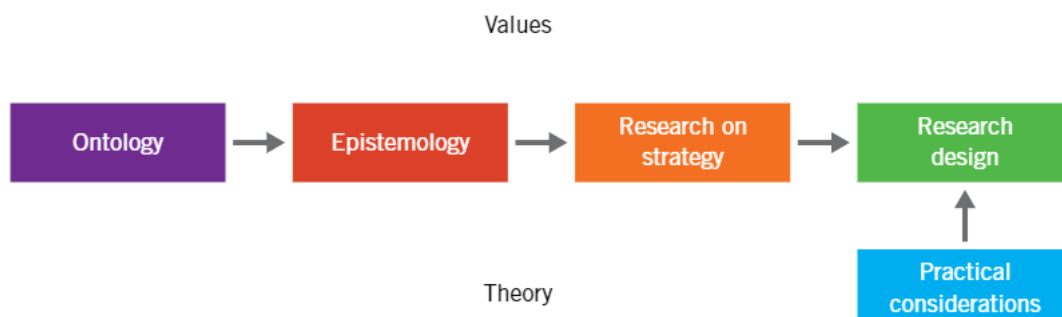 Values
Ontology
Epistemology
Research on
strategy
Research
design
Theory
Practical
considerations